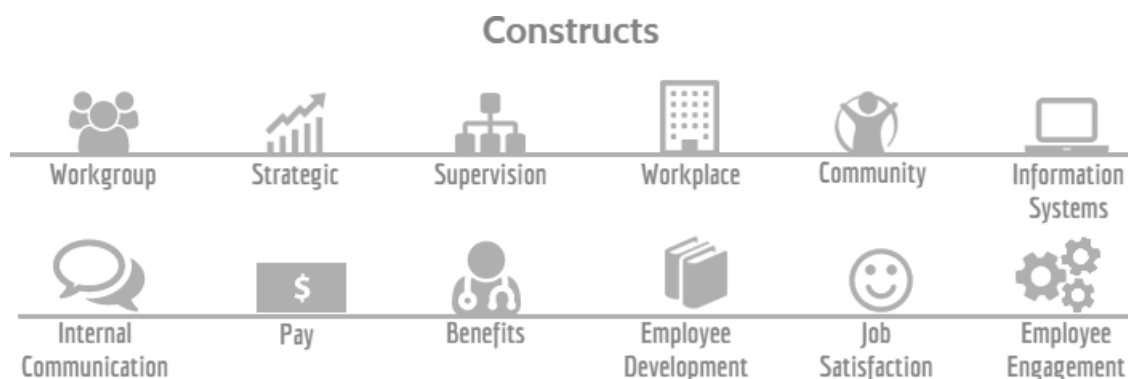 Constructs
Workgroup
Strategic
Supervision
Workplace
Community
Information
Systems
$
Internal
Communication
Pay
Benefits
Employee
Development
Job
Satisfaction
Employee
Engagement